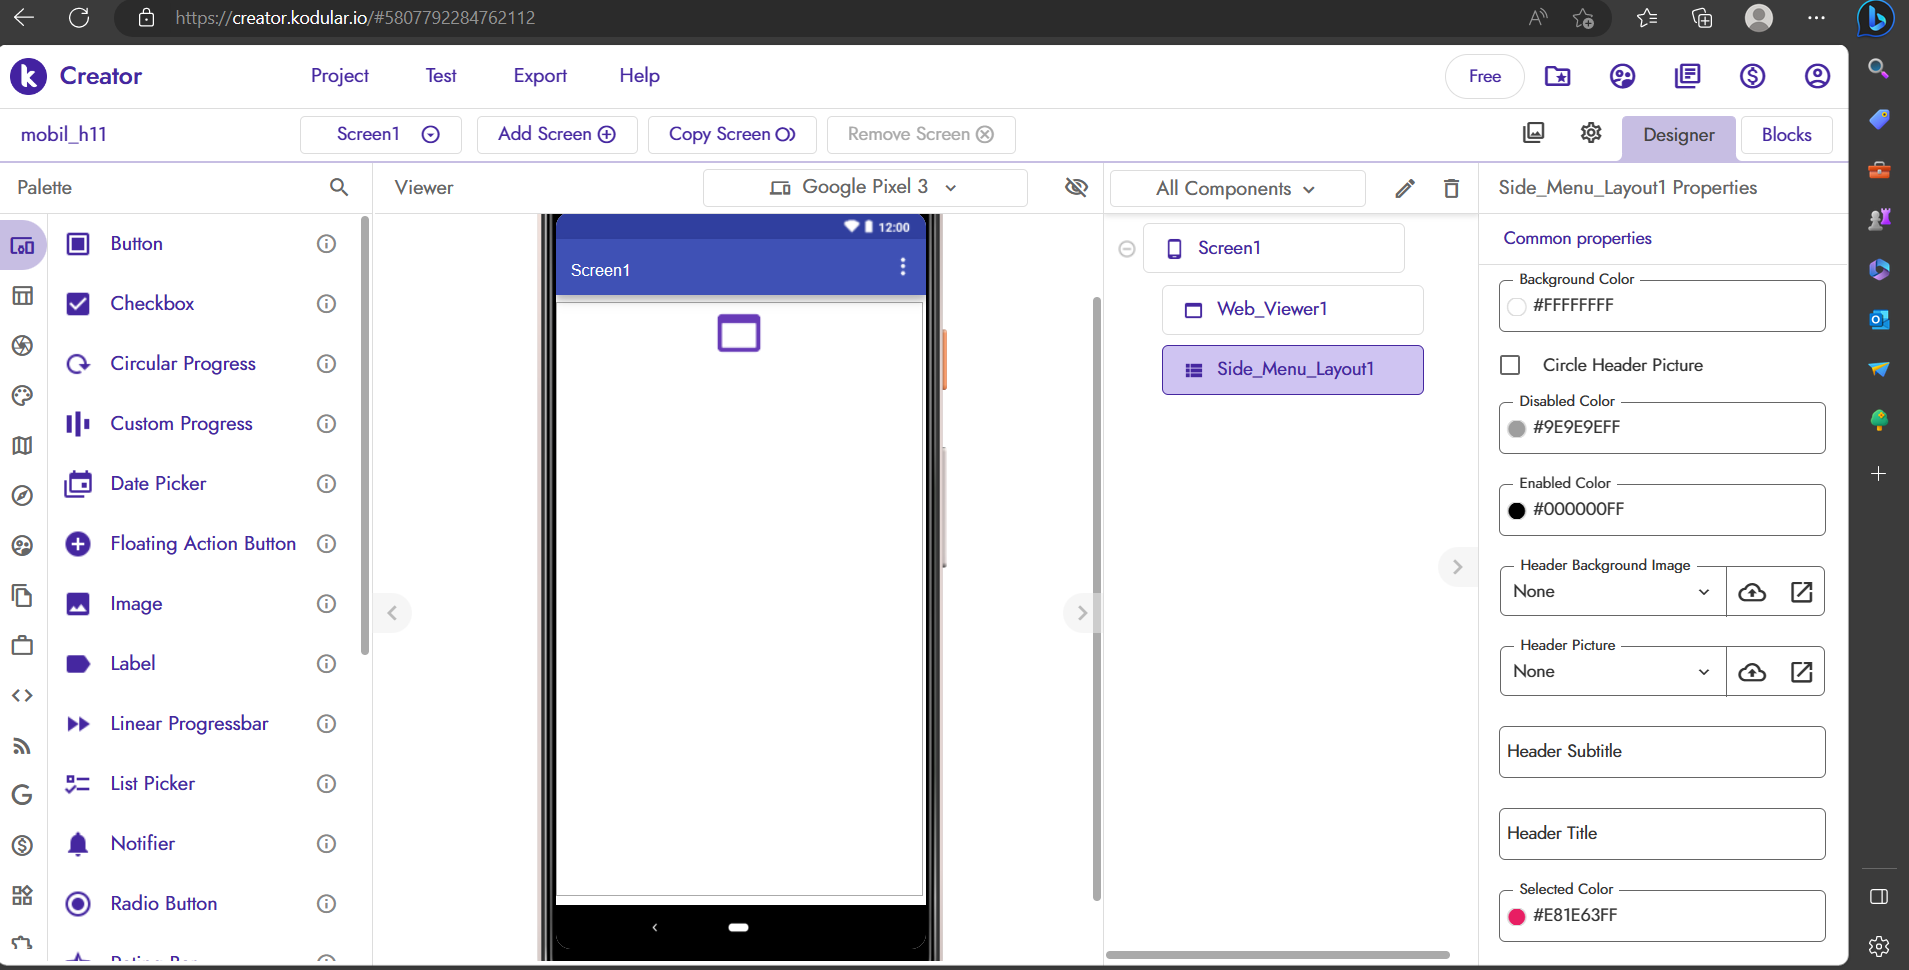 https://creator.kodular.io/#5807792284762112
Creator
Project
Test
Export
Help
Free
mobil_h11
Screen1
Add Screen
Copy Screen
Remove Screen
Designer
Blocks
Palette
Viewer
Google Pixel 3
All Components
Side_Menu_Layout1 Properties
Button
Checkbox
Circular Progress
Custom Progress
Date Picker
Floating Action Button
Image
Label
Linear Progressbar
List Picker
Notifier
Radio Button
12:00
Screen1
Screen1
Web_Viewer1
Side_Menu_Layout1
Common properties
Background Color
#FFFFFFFF
Circle Header Picture
Disabled Color
#9E9E9EFF
Enabled Color
#000000FF
Header Background Image
None
Header Picture
None
Header Subtitle
Header Title
Selected Color
#E81E63FF